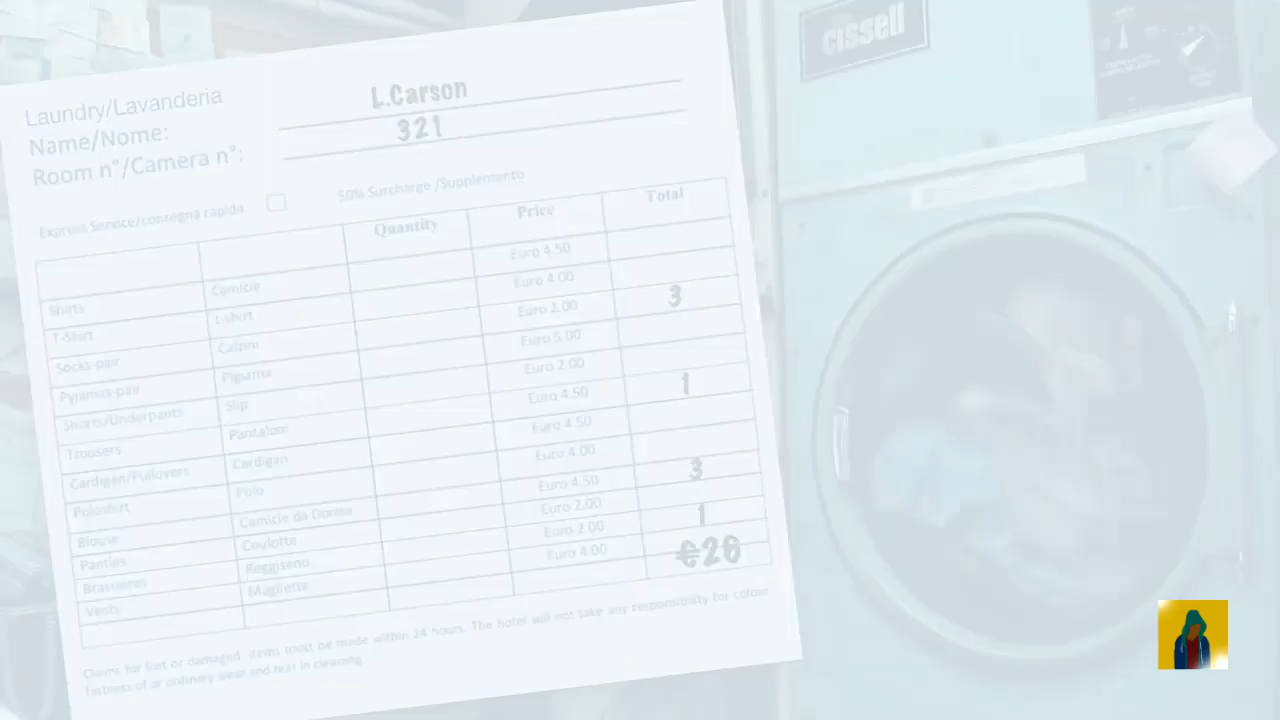 cissell
Laundry/Lavanderia
Name/Nome: L.Carson
Room n°/Camera n°: 321
Express Service/consegna rapida 50% Surcharge /Supplemento
Quantity Price Total
Shirts Camicie Euro 4.50
T-Shirt t-shirt Euro 4.00
Socks-pair Calzini Euro 2.00 3
Pyjamas-pair Pigiama Euro 5.00
Shorts/Underpants Slip Euro 2.00
Trousers Pantaloni Euro 4.50 1
Cardigan/Pullovers Cardigan Euro 4.50
Poloshirt Polo Euro 4.00
Blouse Camicie da Donna Euro 4.50 3
Panties Coulotte Euro 2.00
Brassieres Reggiseno Euro 2.00 1
Vests Magliette Euro 4.00
€26
Claims for lost or damaged items must be made within 24 hours. The hotel will not take any responsibility for colour
fastness of or ordinary wear and tear in cleaning.